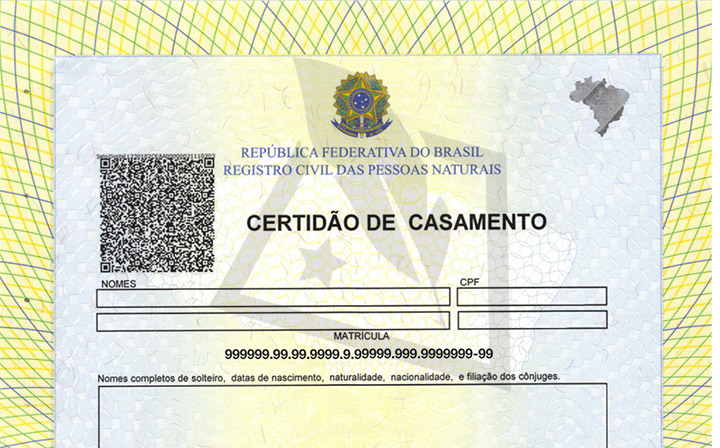 REPÚBLICA FEDERATIVA DO BRASIL
REGISTRO CIVIL DAS PESSOAS NATURAIS
CERTIDÃO DE CASAMENTO
NOMES CPF
MATRÍCULA
999999.99.99.9999.9.99999.999.9999999-99
Nomes completos de solteiro, datas de nascimento, naturalidade, nacionalidade, e filiação dos cônjuges.